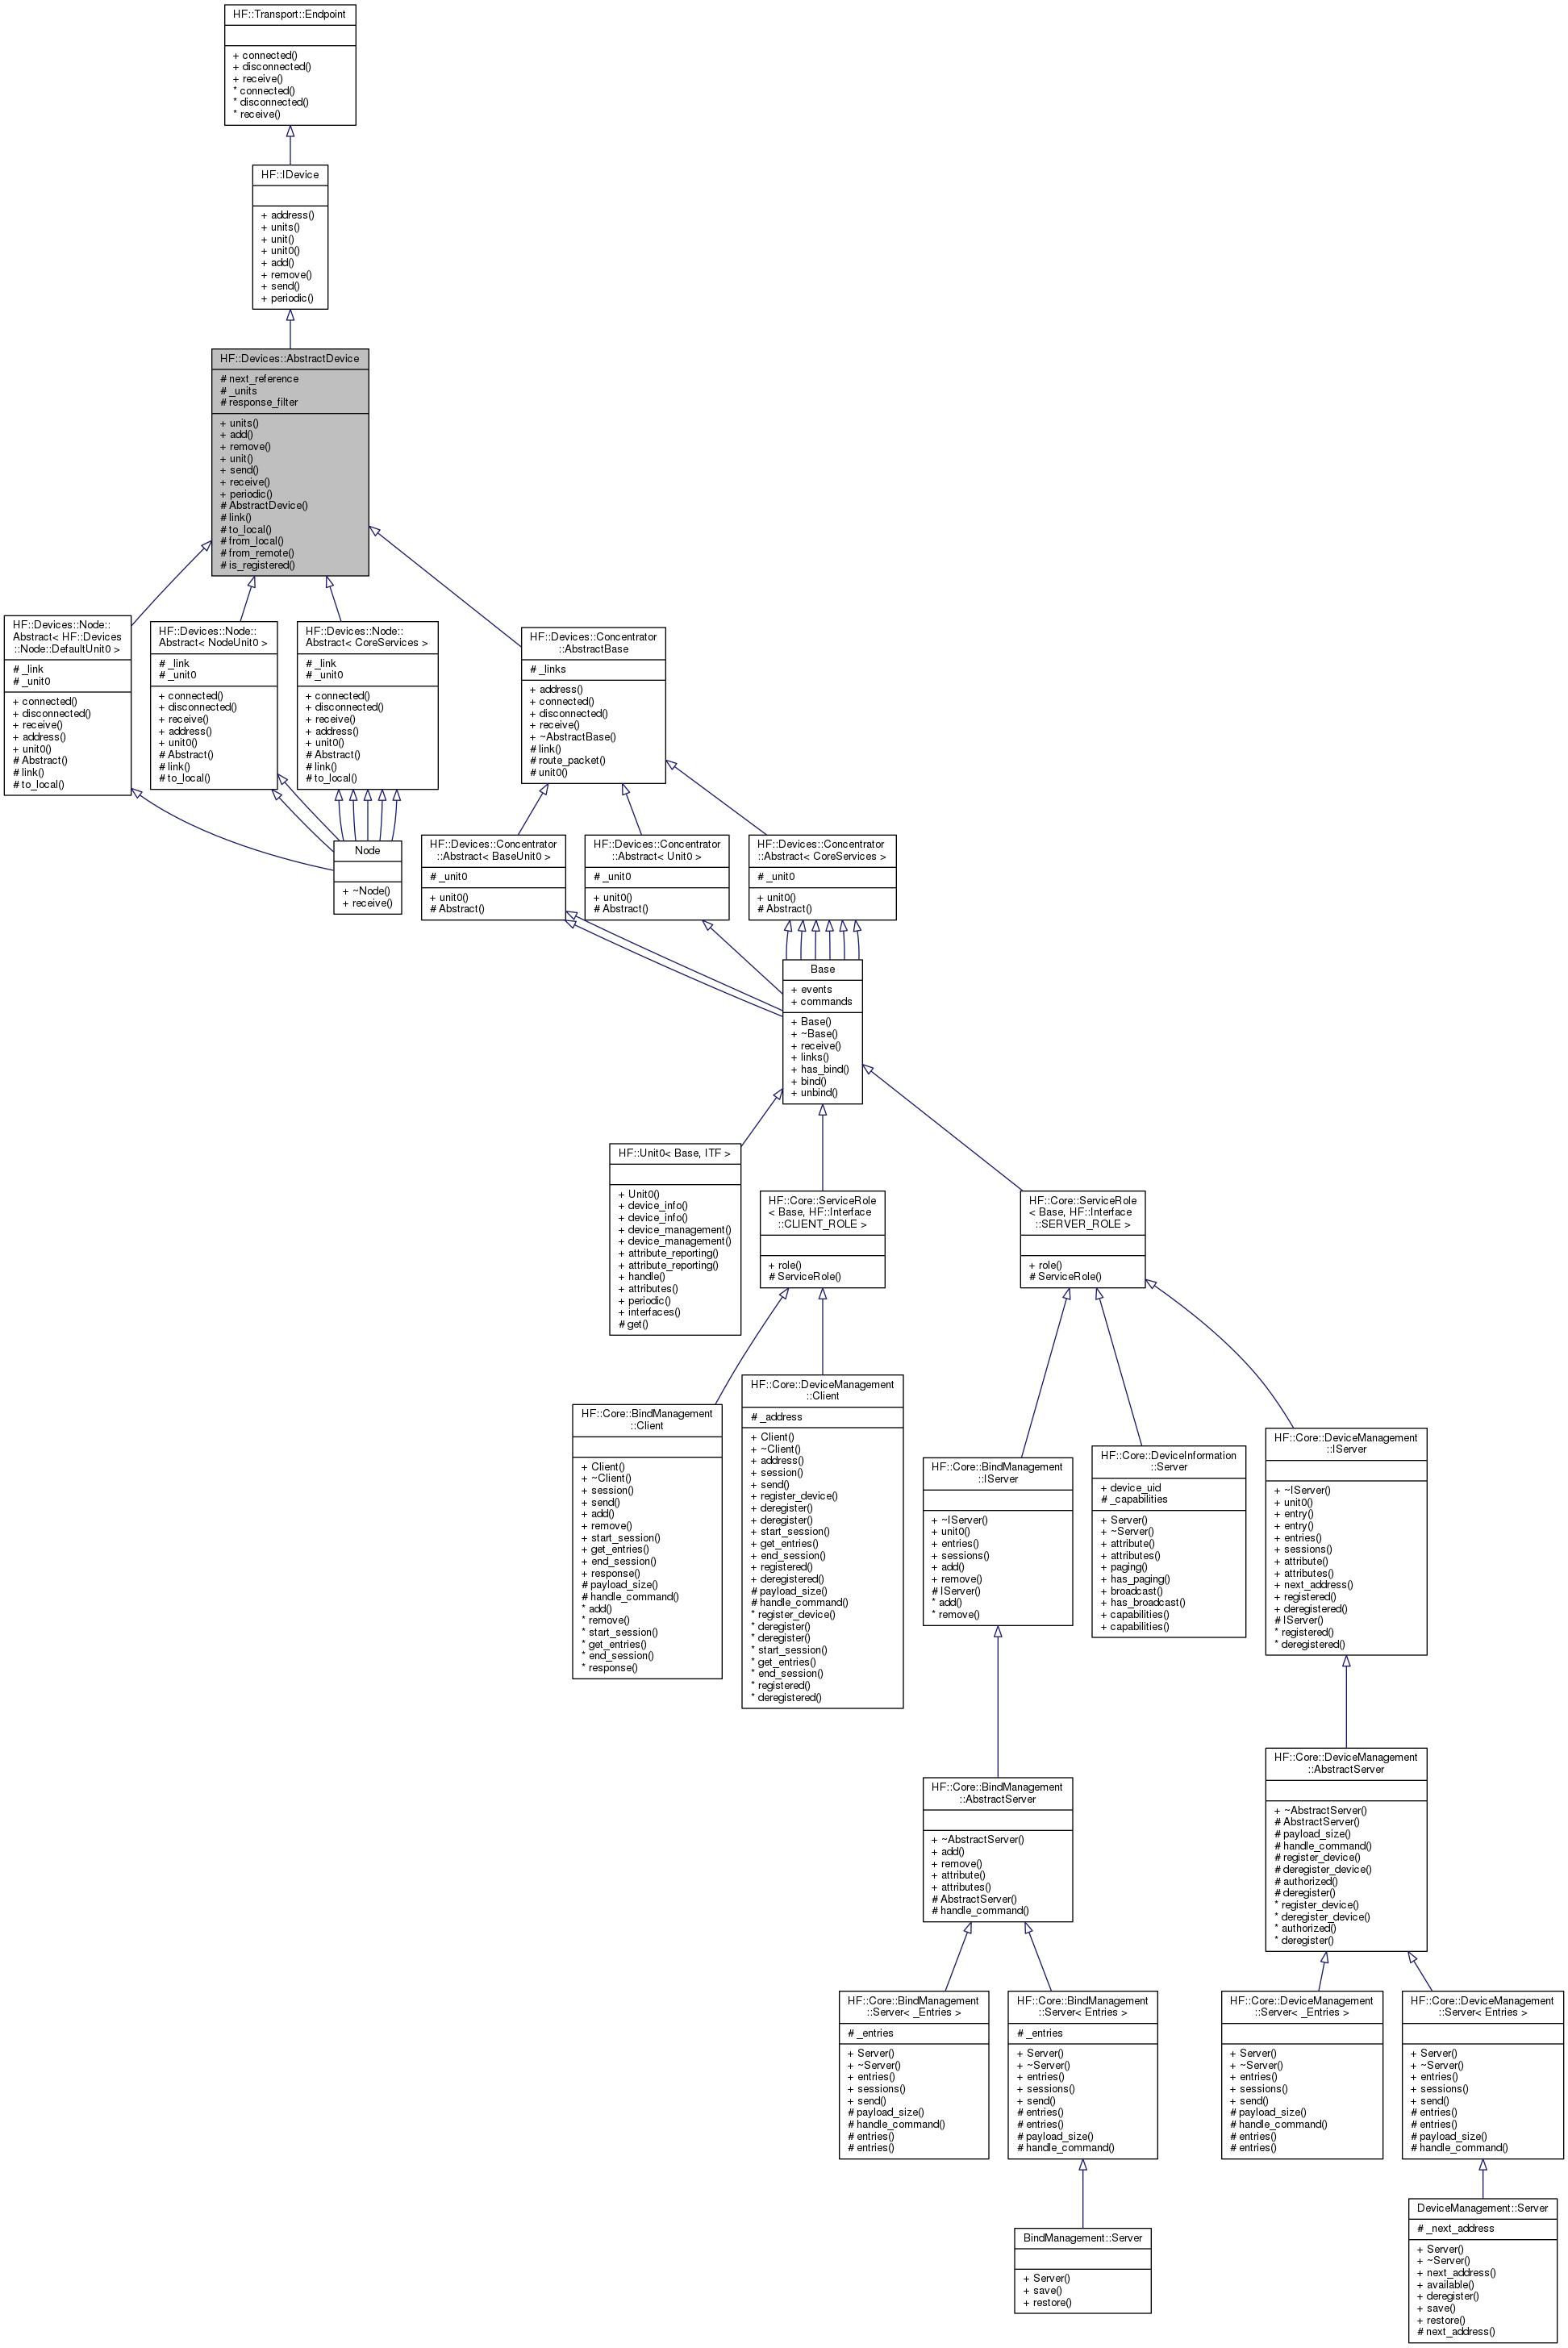 HF::Transport::Endpoint
+ connected()
+ disconnected()
+ receive()
* connected()
* disconnected()
* receive()
HF::IDevice
+ address()
+ units()
+ unit()
+ unit0()
+ add()
+ remove()
+ send()
+ periodic()
HF::Devices::AbstractDevice
# next_reference
# _units
# response_filter
+ units()
+ add()
+ remove()
+ unit()
+ send()
+ receive()
+ periodic()
# AbstractDevice()
# link()
# to_local()
# from_local()
# from_remote()
# is_registered()
HF::Devices::Node::
Abstract< HF::Devices
::Node::DefaultUnit0 >
# _link
# _unit0
+ connected()
+ disconnected()
+ receive()
+ address()
+ unit0()
# Abstract()
# link()
# to_local()
HF::Devices::Node::
Abstract< NodeUnit0 >
# _link
# _unit0
+ connected()
+ disconnected()
+ receive()
+ address()
+ unit0()
# Abstract()
# link()
# to_local()
HF::Devices::Node::
Abstract< CoreServices >
# _link
# _unit0
+ connected()
+ disconnected()
+ receive()
+ address()
+ unit0()
# Abstract()
# link()
# to_local()
HF::Devices::Concentrator
::AbstractBase
# _links
+ address()
+ connected()
+ disconnected()
+ receive()
+ ~AbstractBase()
# link()
# route_packet()
# unit0()
Node
+ ~Node()
+ receive()
HF::Devices::Concentrator
::Abstract< BaseUnit0 >
# _unit0
+ unit0()
# Abstract()
HF::Devices::Concentrator
::Abstract< Unit0 >
# _unit0
+ unit0()
# Abstract()
HF::Devices::Concentrator
::Abstract< CoreServices >
# _unit0
+ unit0()
# Abstract()
Base
+ events
+ commands
+ Base()
+ ~Base()
+ receive()
+ links()
+ has_bind()
+ bind()
+ unbind()
HF::Unit0< Base, ITF >
+ Unit0()
+ device_info()
+ device_info()
+ device_management()
+ device_management()
+ attribute_reporting()
+ attribute_reporting()
+ handle()
+ attributes()
+ periodic()
+ interfaces()
# get()
HF::Core::ServiceRole
< Base, HF::Interface
::CLIENT_ROLE >
+ role()
# ServiceRole()
HF::Core::ServiceRole
< Base, HF::Interface
::SERVER_ROLE >
+ role()
# ServiceRole()
HF::Core::BindManagement
::Client
+ Client()
+ ~Client()
+ session()
+ send()
+ add()
+ remove()
+ start_session()
+ get_entries()
+ end_session()
+ response()
# payload_size()
# handle_command()
* add()
* remove()
* start_session()
* get_entries()
* end_session()
* response()
HF::Core::DeviceManagement
::Client
# _address
+ Client()
+ ~Client()
+ address()
+ session()
+ send()
+ register_device()
+ deregister()
+ deregister()
+ start_session()
+ get_entries()
+ end_session()
+ registered()
+ deregistered()
# payload_size()
# handle_command()
* register_device()
* deregister()
* deregister()
* start_session()
* get_entries()
* end_session()
* registered()
* deregistered()
HF::Core::BindManagement
::IServer
+ ~IServer()
+ unit0()
+ entries()
+ sessions()
+ add()
+ remove()
# IServer()
* add()
* remove()
HF::Core::DeviceInformation
::Server
+ device_uid
# _capabilities
+ Server()
+ ~Server()
+ attribute()
+ attributes()
+ paging()
+ has_paging()
+ broadcast()
+ has_broadcast()
+ capabilities()
+ capabilities()
HF::Core::DeviceManagement
::IServer
+ ~IServer()
+ unit0()
+ entry()
+ entry()
+ entries()
+ sessions()
+ attribute()
+ attributes()
+ next_address()
+ registered()
+ deregistered()
# IServer()
* registered()
* deregistered()
HF::Core::BindManagement
::AbstractServer
+ ~AbstractServer()
+ add()
+ remove()
+ attribute()
+ attributes()
# AbstractServer()
# handle_command()
HF::Core::DeviceManagement
::AbstractServer
+ ~AbstractServer()
# AbstractServer()
# payload_size()
# handle_command()
# register_device()
# deregister_device()
# authorized()
# deregister()
* register_device()
* deregister_device()
* authorized()
* deregister()
HF::Core::BindManagement
::Server< _Entries >
# _entries
+ Server()
+ ~Server()
+ entries()
+ sessions()
+ send()
# payload_size()
# handle_command()
# entries()
# entries()
HF::Core::BindManagement
::Server< Entries >
# _entries
+ Server()
+ ~Server()
+ entries()
+ sessions()
+ send()
# entries()
# entries()
# payload_size()
# handle_command()
HF::Core::DeviceManagement
::Server< _Entries >
+ Server()
+ ~Server()
+ entries()
+ sessions()
+ send()
# payload_size()
# handle_command()
# entries()
# entries()
HF::Core::DeviceManagement
::Server< Entries >
+ Server()
+ ~Server()
+ entries()
+ sessions()
+ send()
# entries()
# entries()
# payload_size()
# handle_command()
BindManagement::Server
+ Server()
+ save()
+ restore()
DeviceManagement::Server
# _next_address
+ Server()
+ ~Server()
+ next_address()
+ available()
+ deregister()
+ save()
+ restore()
# next_address()